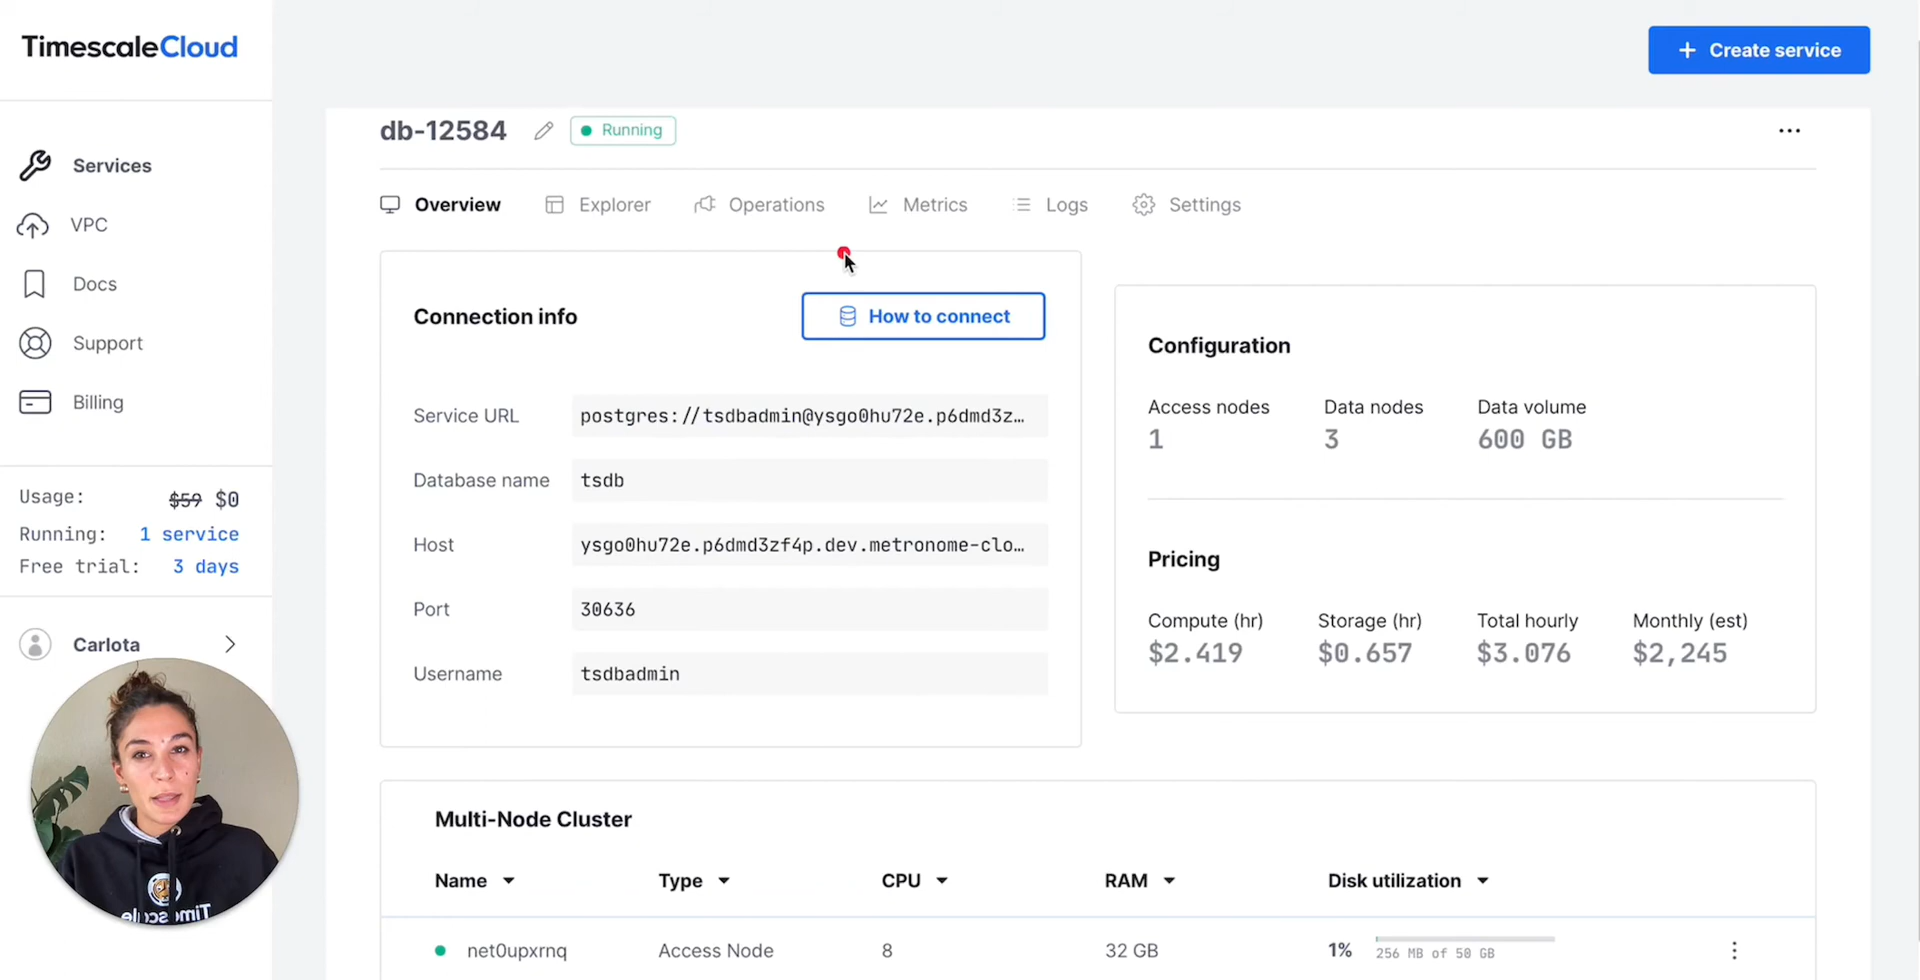 TimescaleCloud
+ Create service
Services
VPC
Docs
Support
Billing
Usage: $59 $0
Running: 1 service
Free trial: 3 days
Carlota
Timescale
db-12584 Running
Overview Explorer Operations Metrics Logs Settings
Connection info
How to connect
Service URL postgres://tsdbadmin@ysgo0hu72e.p6dmd3z…
Database name tsdb
Host ysgo0hu72e.p6dmd3zf4p.dev.metronome-clo…
Port 30636
Username tsdbadmin
Configuration
Access nodes Data nodes Data volume
1 3 600 GB
Pricing
Compute (hr) Storage (hr) Total hourly Monthly (est)
$2.419 $0.657 $3.076 $2,245
Multi-Node Cluster
Name Type CPU RAM Disk utilization
net0upxrnq Access Node 8 32 GB 1% 256 MB of 50 GB